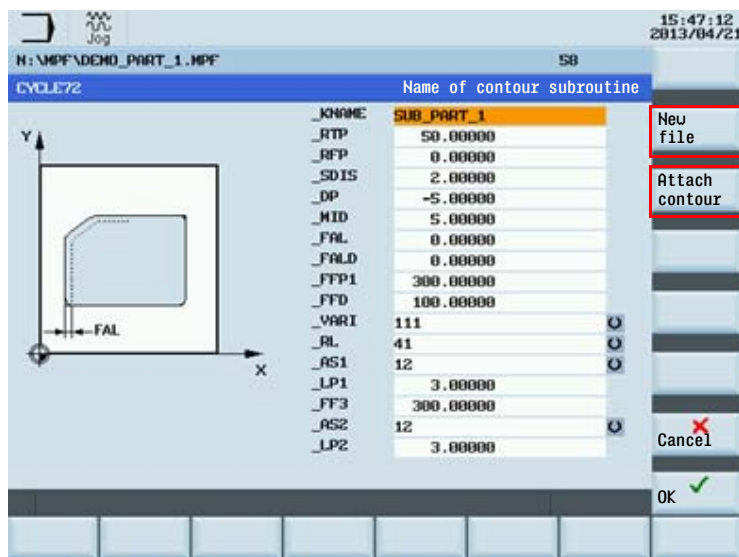 Jog
15:47:12
2013/04/21
N:\MPF\DEMO_PART_1.MPF 58
CYCLE72 Name of contour subroutine
_KNAME SUB_PART_1
_RTP 50.00000
_RFP 0.00000
_SDIS 2.00000
_DP -5.00000
_MID 5.00000
_FAL 0.00000
_FALD 0.00000
_FFP1 300.00000
_FFD 100.00000
_VARI 111
_RL 41
_AS1 12
_LP1 3.00000
_FF3 300.00000
_AS2 12
_LP2 3.00000
Y
FAL
X
New
file
Attach
contour
Cancel
OK